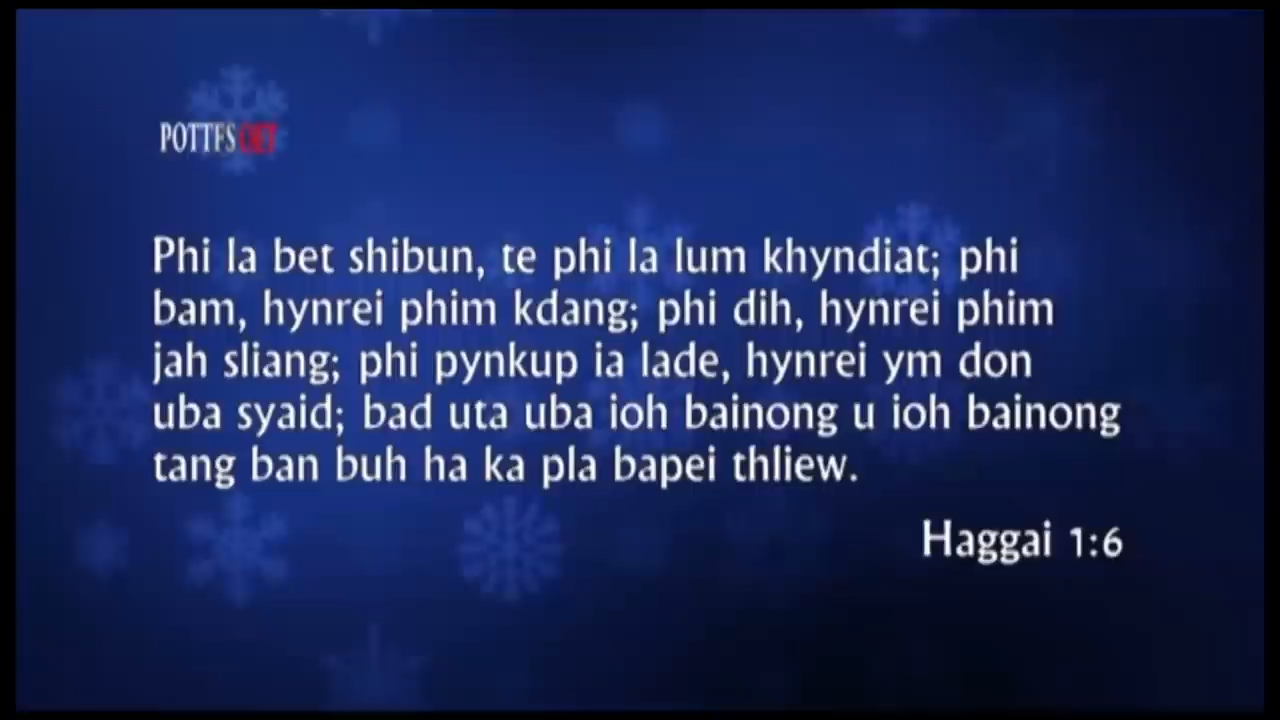 POTTFS
Phi la bet shibun, te phi la lum khyndiat; phi
bam, hynrei phim kdang; phi dih, hynrei phim
jah sliang; phi pynkup ia lade, hynrei ym don
uba syaid; bad uta uba ioh bainong u ioh bainong
tang ban buh ha ka pla bapei thliew.
Haggai 1:6